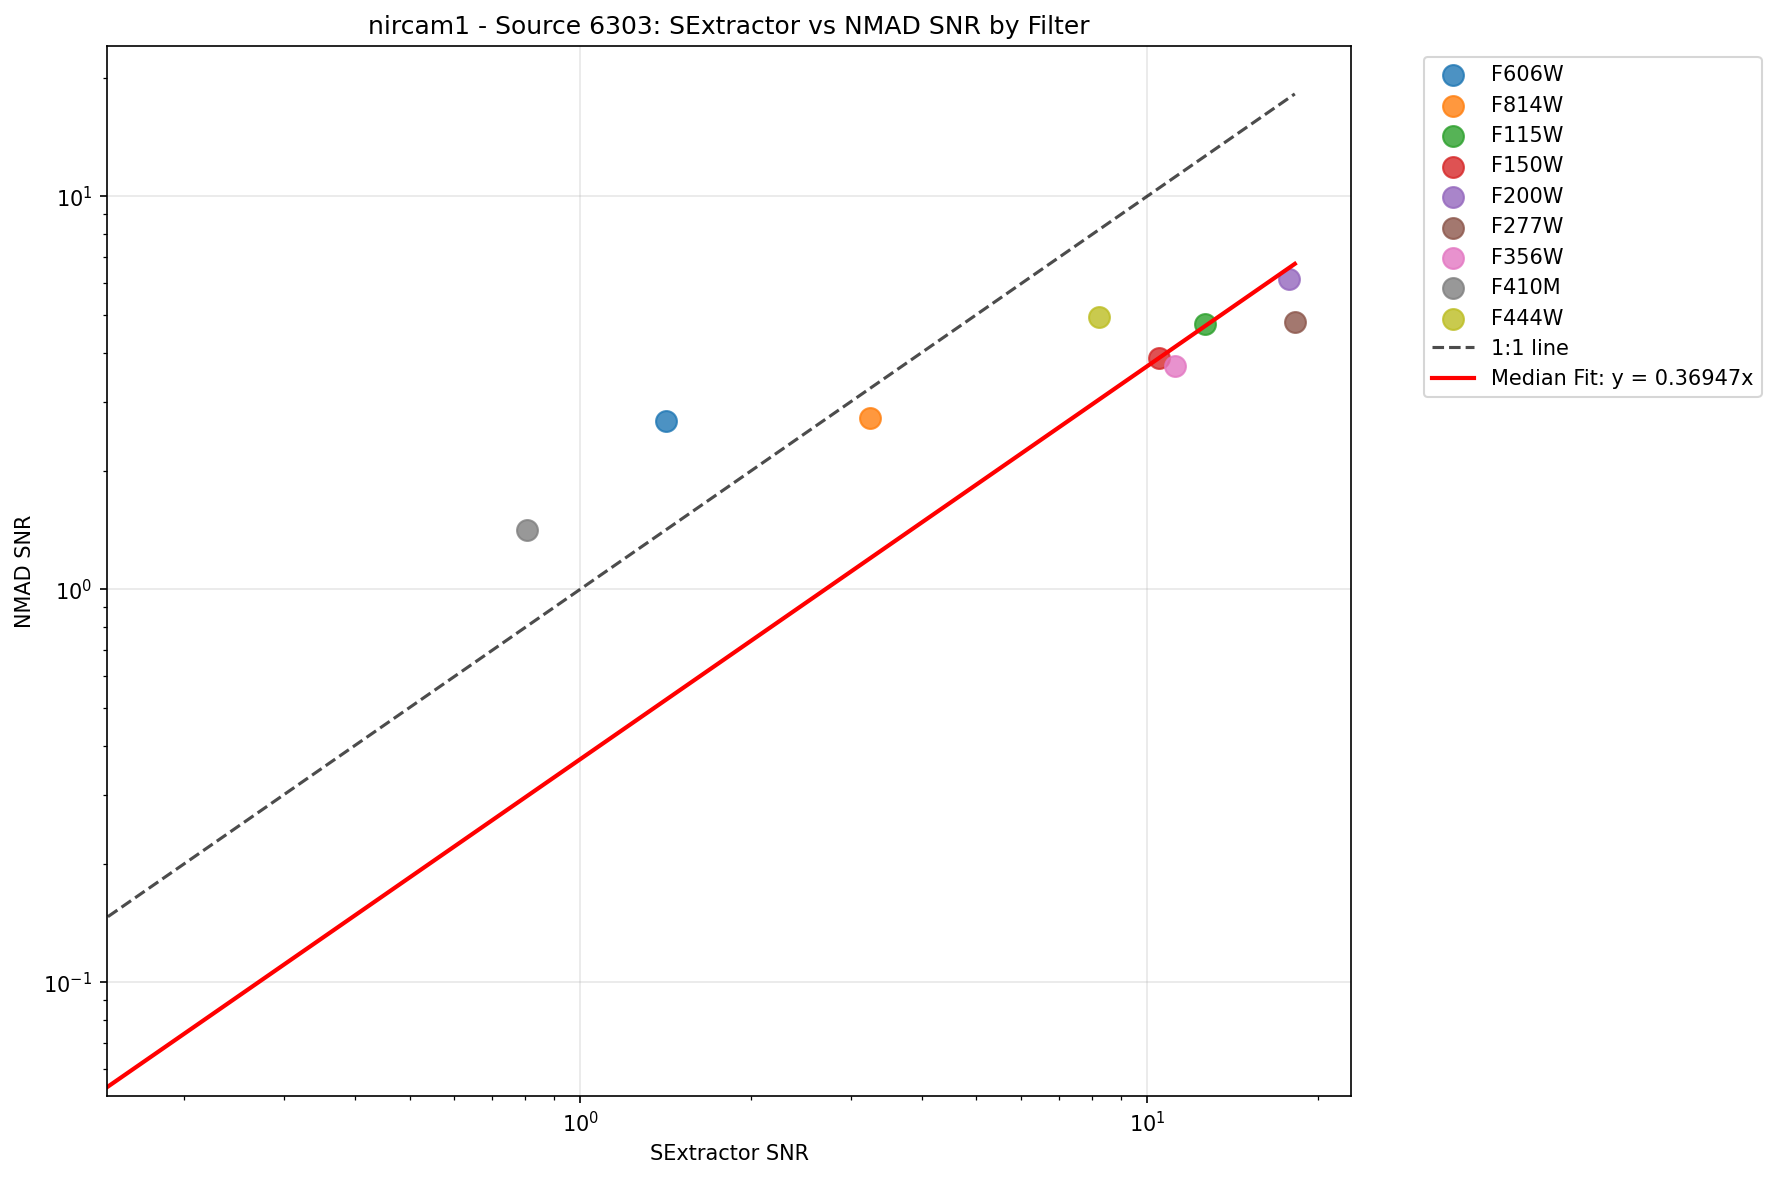 nircam1 - Source 6303: SExtractor vs NMAD SNR by Filter
NMAD SNR
10¹
10⁰
10⁻¹
10⁰
10¹
SExtractor SNR
F606W
F814W
F115W
F150W
F200W
F277W
F356W
F410M
F444W
1:1 line
Median Fit: y = 0.36947x